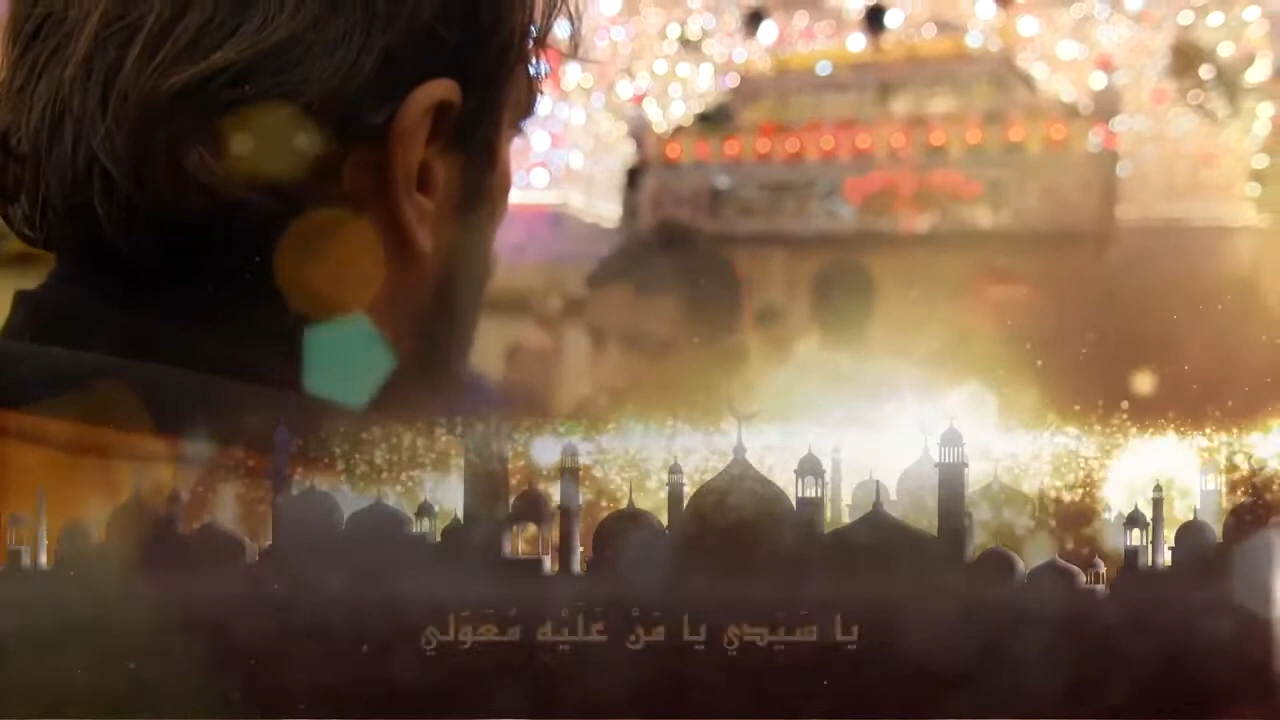 يا سَيِّدي يا مَنْ عَلَيْهِ مُعَوَّلي